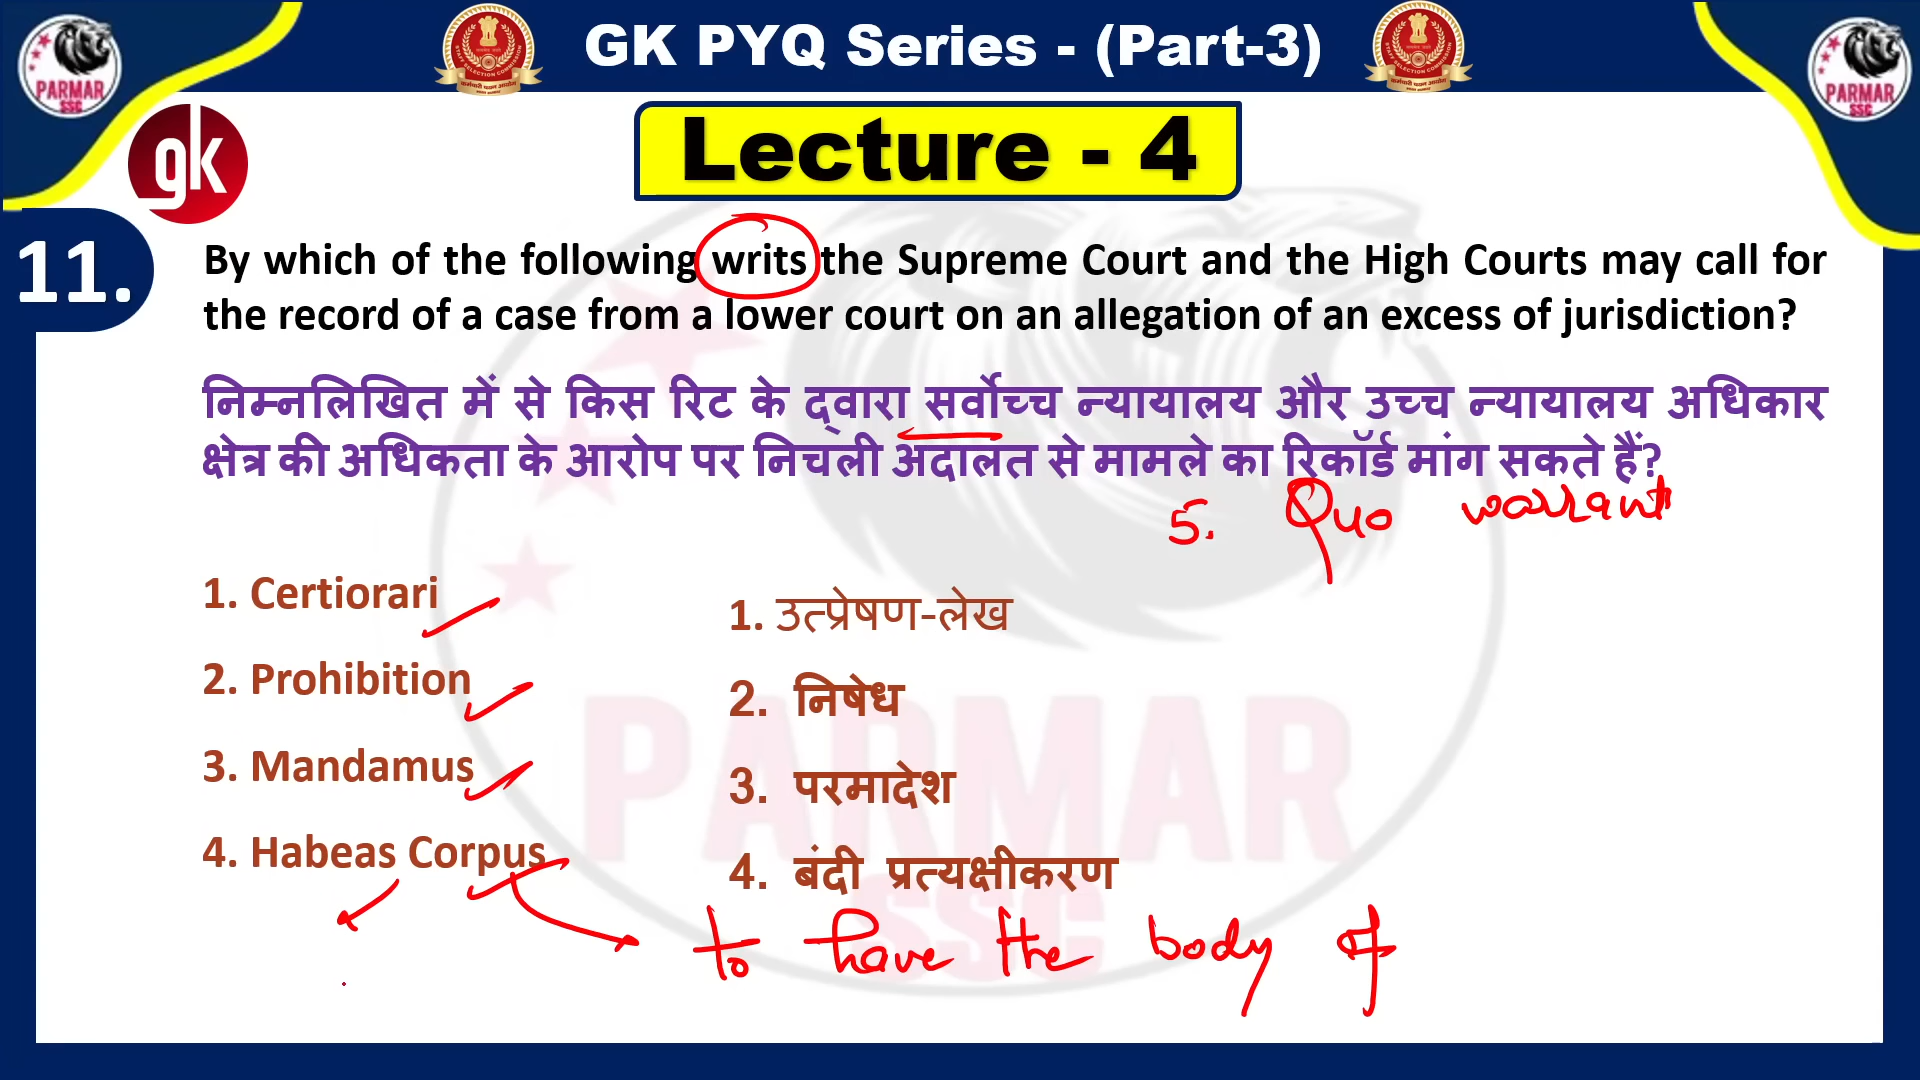 GK PYQ Series - (Part-3)
PARMAR
SSC
PARMAR
SSC
gk
Lecture - 4
11.
By which of the following writs the Supreme Court and the High Courts may call for
the record of a case from a lower court on an allegation of an excess of jurisdiction?
निम्नलिखित में से किस रिट के द्वारा सर्वोच्च न्यायालय और उच्च न्यायालय अधिकार
क्षेत्र की अधिकता के आरोप पर निचली अदालत से मामले का रिकॉर्ड मांग सकते हैं?
5. Quo warranto
1. Certiorari
2. Prohibition
3. Mandamus
4. Habeas Corpus
1. उत्प्रेषण-लेख
2. निषेध
3. परमादेश
4. बंदी प्रत्यक्षीकरण
to have the body of
PARMAR
SSC